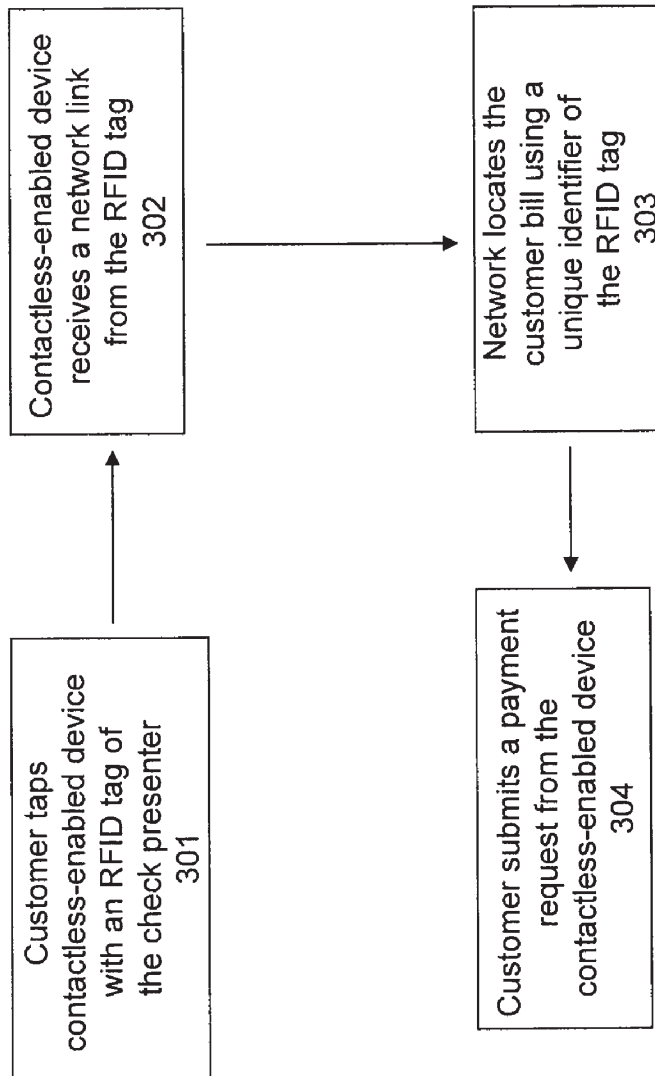 Customer taps
contactless-enabled device
with an RFID tag of
the check presenter
301
Contactless-enabled device
receives a network link
from the RFID tag
302
Network locates the
customer bill using a
unique identifier of
the RFID tag
303
Customer submits a payment
request from the
contactless-enabled device
304